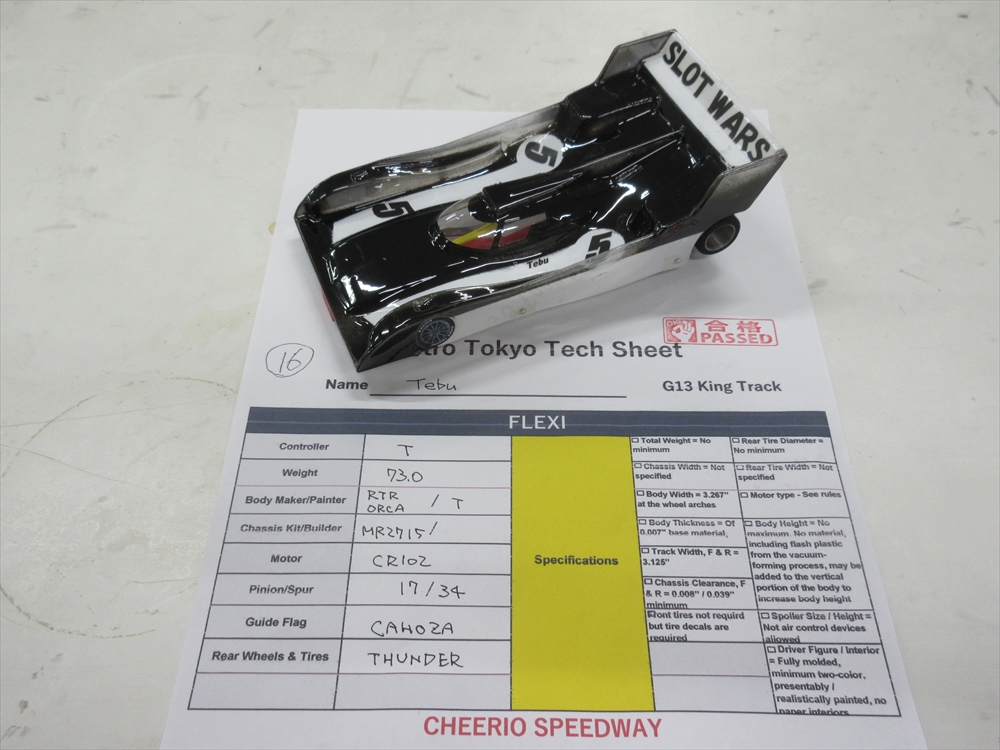 SLOT WARS
5
5
5
Tebu
合格
PASSED
tro Tokyo Tech Sheet
16
Name Tebu
G13 King Track
FLEXI
Controller T
Weight 73.0
Body Maker/Painter RTR ORCA / T
Chassis Kit/Builder MR2715/
Motor CR102
Pinion/Spur 17/34
Guide Flag CAHOZA
Rear Wheels & Tires THUNDER
Specifications
Total Weight = No
minimum
Rear Tire Diameter =
No minimum
Chassis Width = Not
specified
Rear Tire Width = Not
specified
Body Width = 3.267"
at the wheel arches
Motor type - See rules
Body Thickness = Of
0.007" base material,
Body Height = No
maximum. No material,
including flash plastic
from the vacuum-
forming process, may be
added to the vertical
portion of the body to
increase body height
Track Width, F & R =
3.125"
Chassis Clearance, F
& R = 0.008" / 0.039"
minimum
Front tires not requird
but tire decals are
required
Spoiler Size / Height =
Not air control devices
allowed
Driver Figure / Interior
= Fully molded,
minimum two-color,
presentably /
realistically painted, no
paper interiors
CHEERIO SPEEDWAY